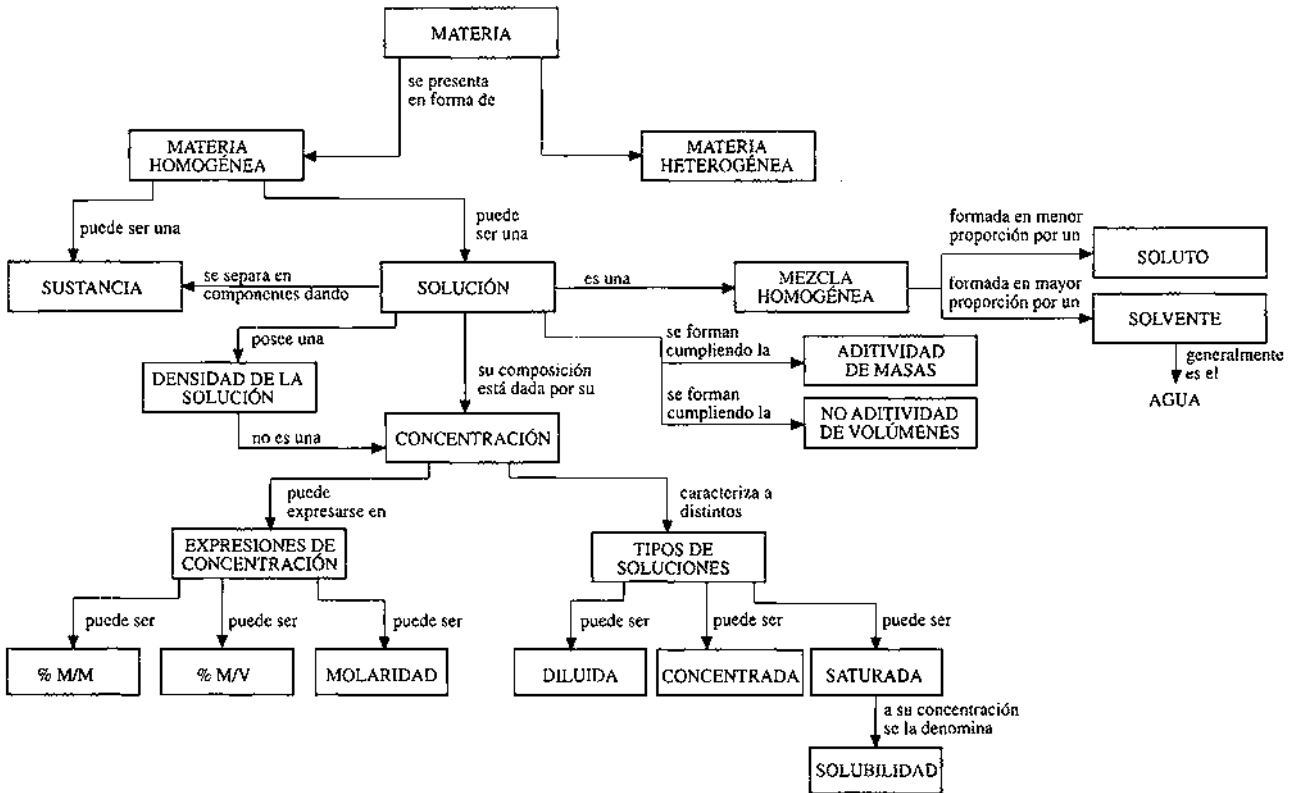 MATERIA
se presenta
en forma de
MATERIA
HOMOGÉNEA
MATERIA
HETEROGÉNEA
puede ser una
puede
ser una
formada en menor
proporción por un
SOLUTO
SUSTANCIA
se separá en
componentes dando
SOLUCIÓN
es una
MEZCLA
HOMOGÉNEA
formada en mayor
proporción por un
SOLVENTE
generalmente
es el
AGUA
posee una
DENSIDAD DE LA
SOLUCIÓN
su composición
está dada por su
se forman
cumpliendo la
ADITIVIDAD
DE MASAS
se forman
cumpliendo la
NO ADITIVIDAD
DE VOLÚMENES
no es una
CONCENTRACIÓN
puede
expresarse en
caracteriza a
distintos
EXPRESIONES DE
CONCENTRACIÓN
TIPOS DE
SOLUCIONES
puede ser
puede ser
puede ser
puede ser
puede ser
puede ser
% M/M
% M/V
MOLARIDAD
DILUIDA
CONCENTRADA
SATURADA
a su concentración
se la denomina
SOLUBILIDAD